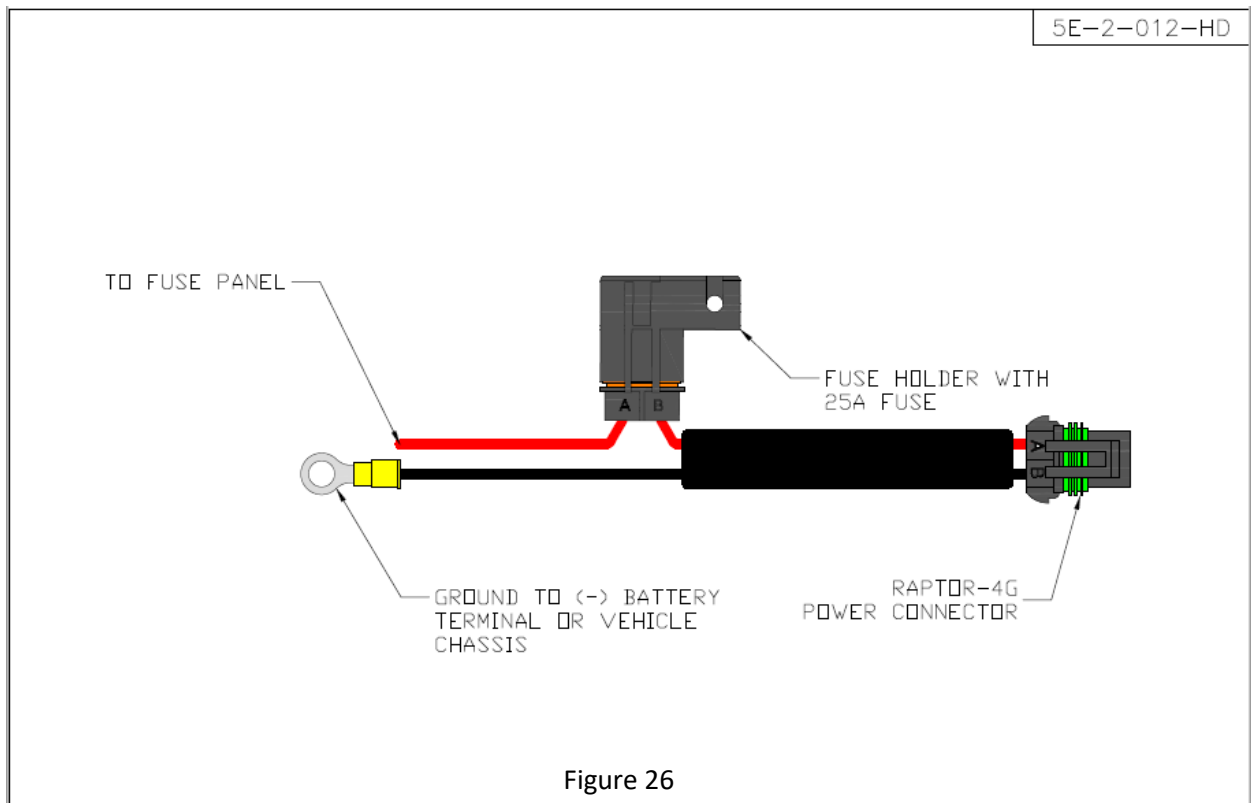 5E-2-012-HD
TO FUSE PANEL
A B
FUSE HOLDER WITH
25A FUSE
A
B
GROUND TO (-) BATTERY
TERMINAL OR VEHICLE
CHASSIS
RAPTOR-4G
POWER CONNECTOR
Figure 26